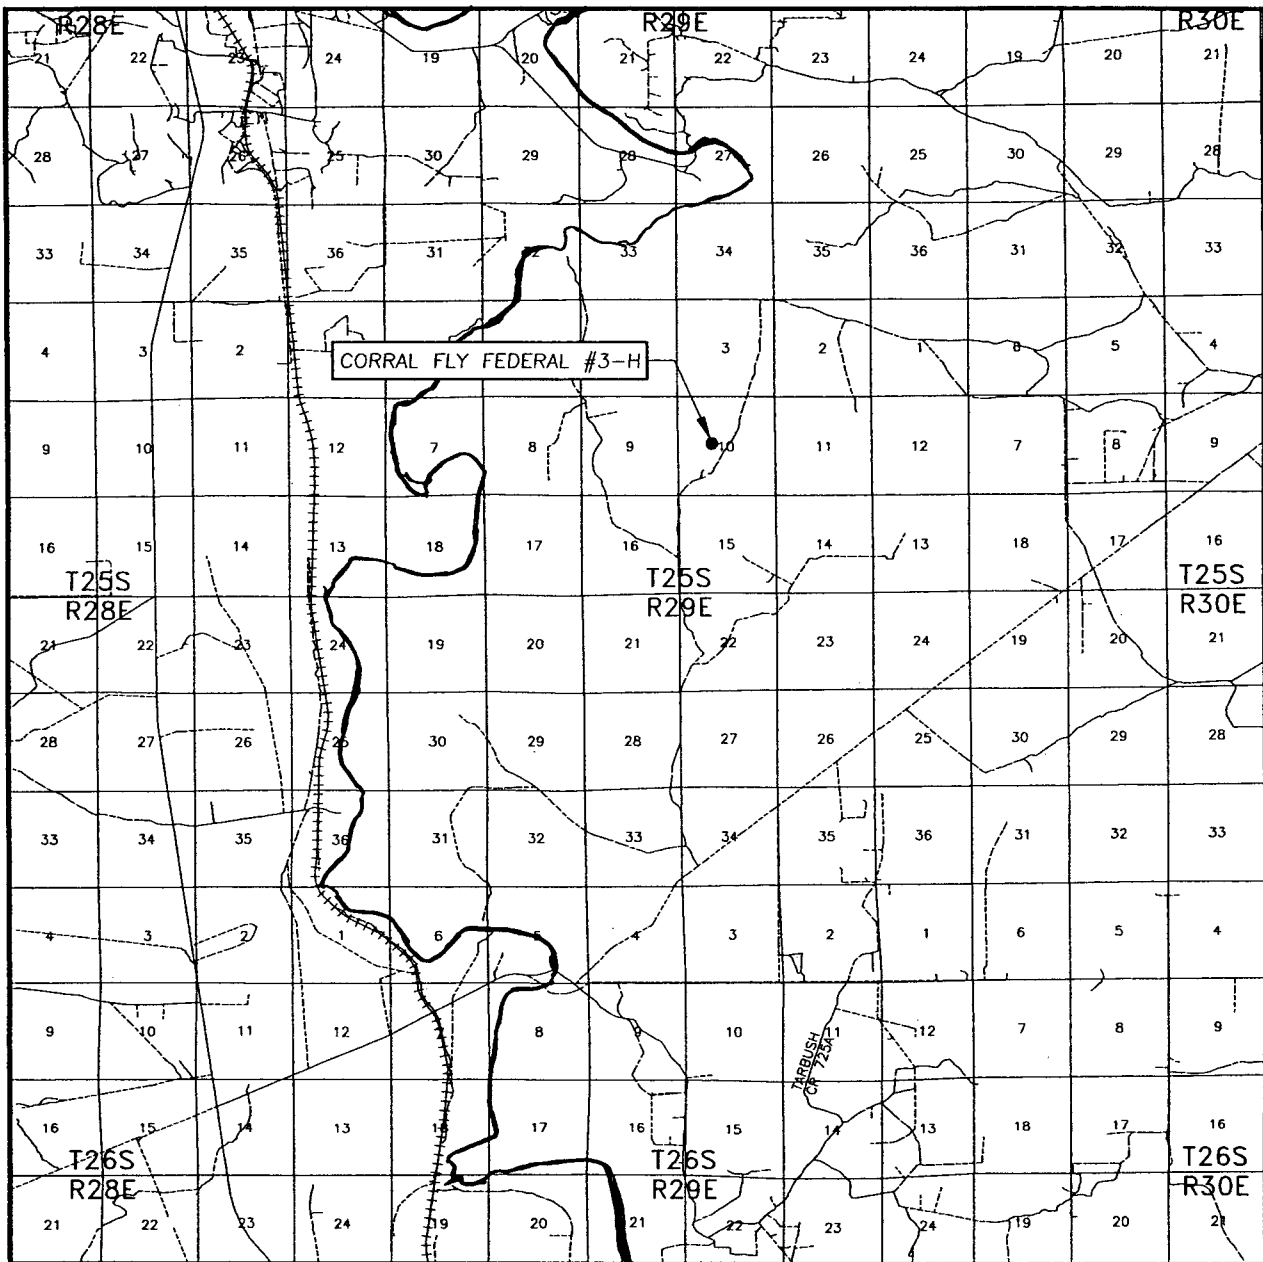 R28E R29E R30E
21 22 23 24 19 20 21 22 23 24 19 20 21
28 27 26 25 30 29 28 27 26 25 30 29 28
33 34 35 36 31 33 34 35 36 31 32 33
4 3 2 3 2 1 5 4
CORRAL FLY FEDERAL #3-H
9 10 11 12 7 8 9 10 11 12 7 8 9
16 15 14 13 18 17 16 15 14 13 18 17 16
T25S T25S T25S
R28E R29E R30E
21 22 23 24 19 20 21 22 23 24 19 20 21
28 27 26 25 30 29 28 27 26 25 30 29 28
33 34 35 36 31 32 33 34 35 36 31 32 33
4 3 2 1 6 5 4 3 2 1 6 5 4
9 10 11 12 7 8 9 10 11 12 7 8 9
TARBUSH
CR 725A
16 15 14 13 18 17 16 15 14 13 18 17 16
T26S T26S T26S
R28E R29E R30E
21 22 23 24 19 20 21 22 23 24 19 20 21